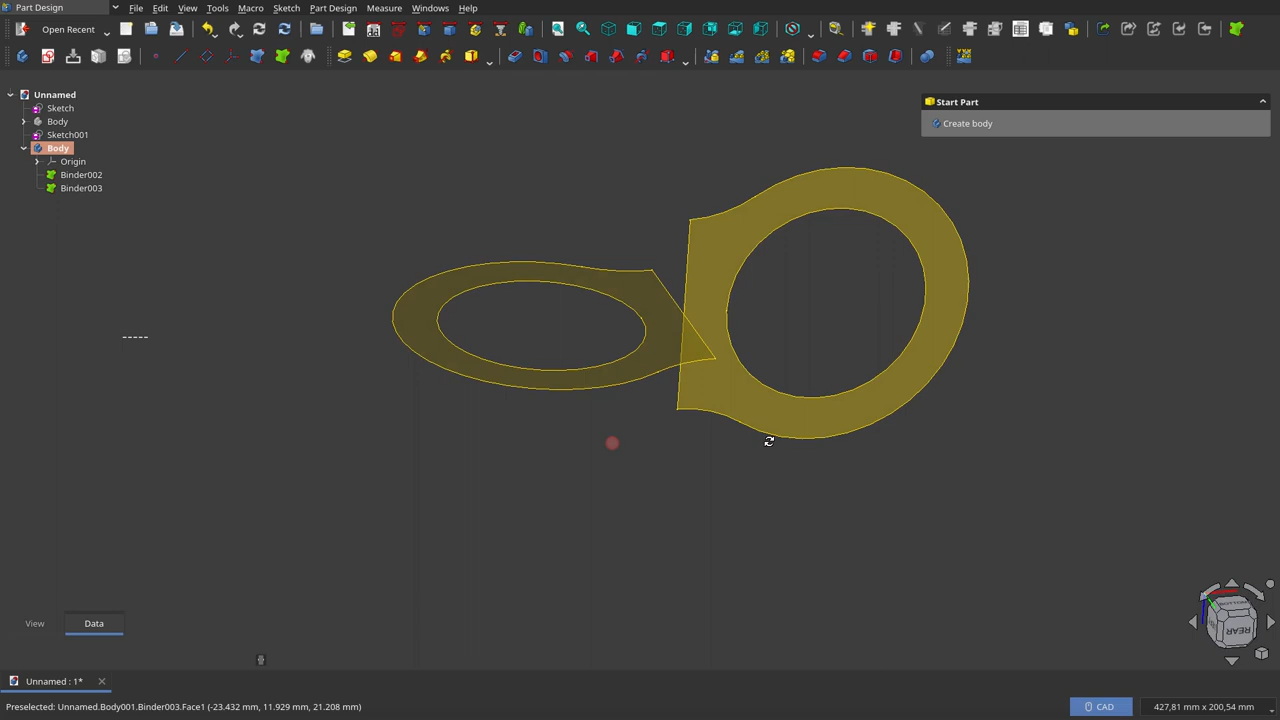 Part Design File Edit View Tools Macro Sketch Part Design Measure Windows Help
Open Recent
Unnamed
Sketch
Body
Sketch001
Body
Origin
Binder002
Binder003
Start Part
Create body
REAR
View Data
Unnamed : 1*
Preselected: Unnamed.Body001.Binder003.Face1 (-23.432 mm, 11.929 mm, 21.208 mm) CAD 427,81 mm x 200,54 mm